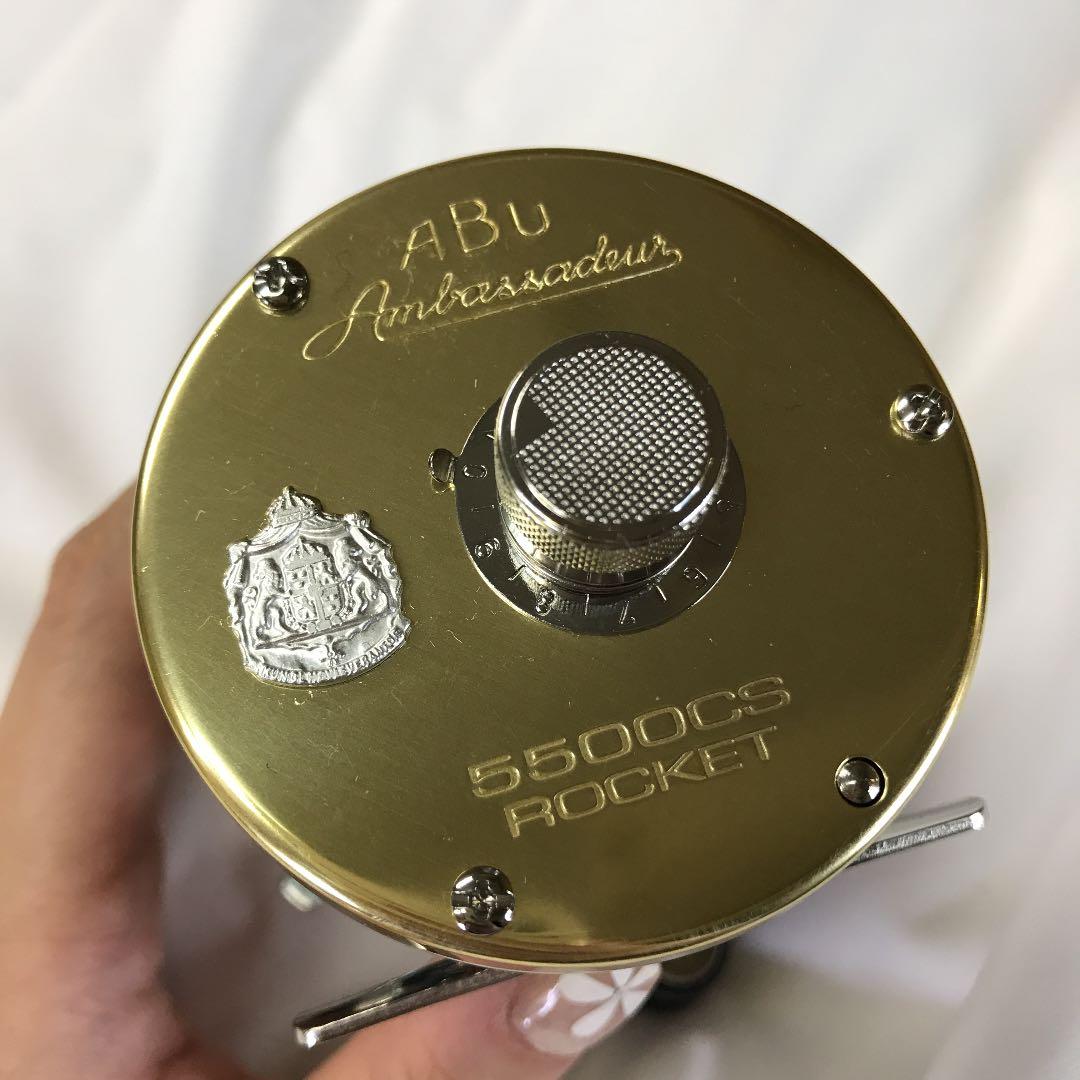 ABU
Ambassadeur
5500CS
ROCKET